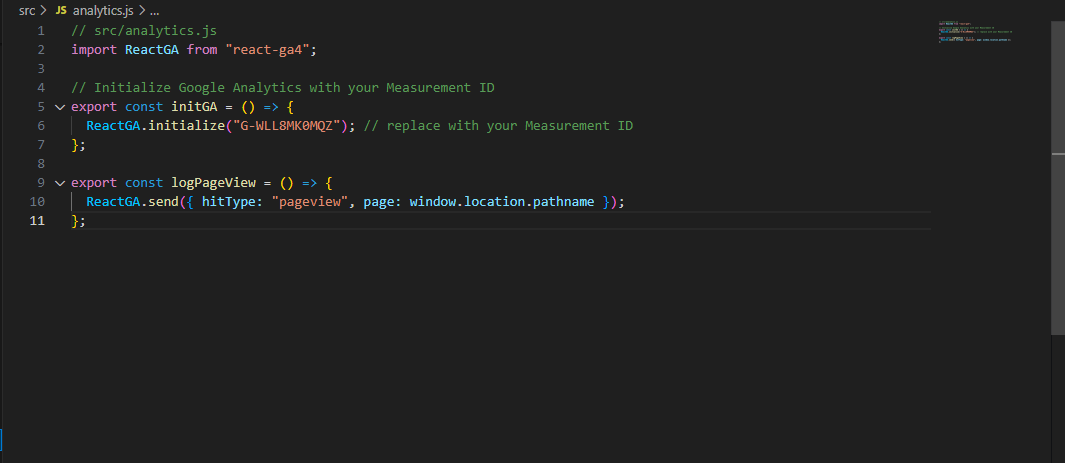 src > JS analytics.js > ...
1 // src/analytics.js
2 import ReactGA from "react-ga4";
3
4 // Initialize Google Analytics with your Measurement ID
5 export const initGA = () => {
6 ReactGA.initialize("G-WLL8MK0MQZ"); // replace with your Measurement ID
7 };
8
9 export const logPageView = () => {
10 ReactGA.send({ hitType: "pageview", page: window.location.pathname });
11 };